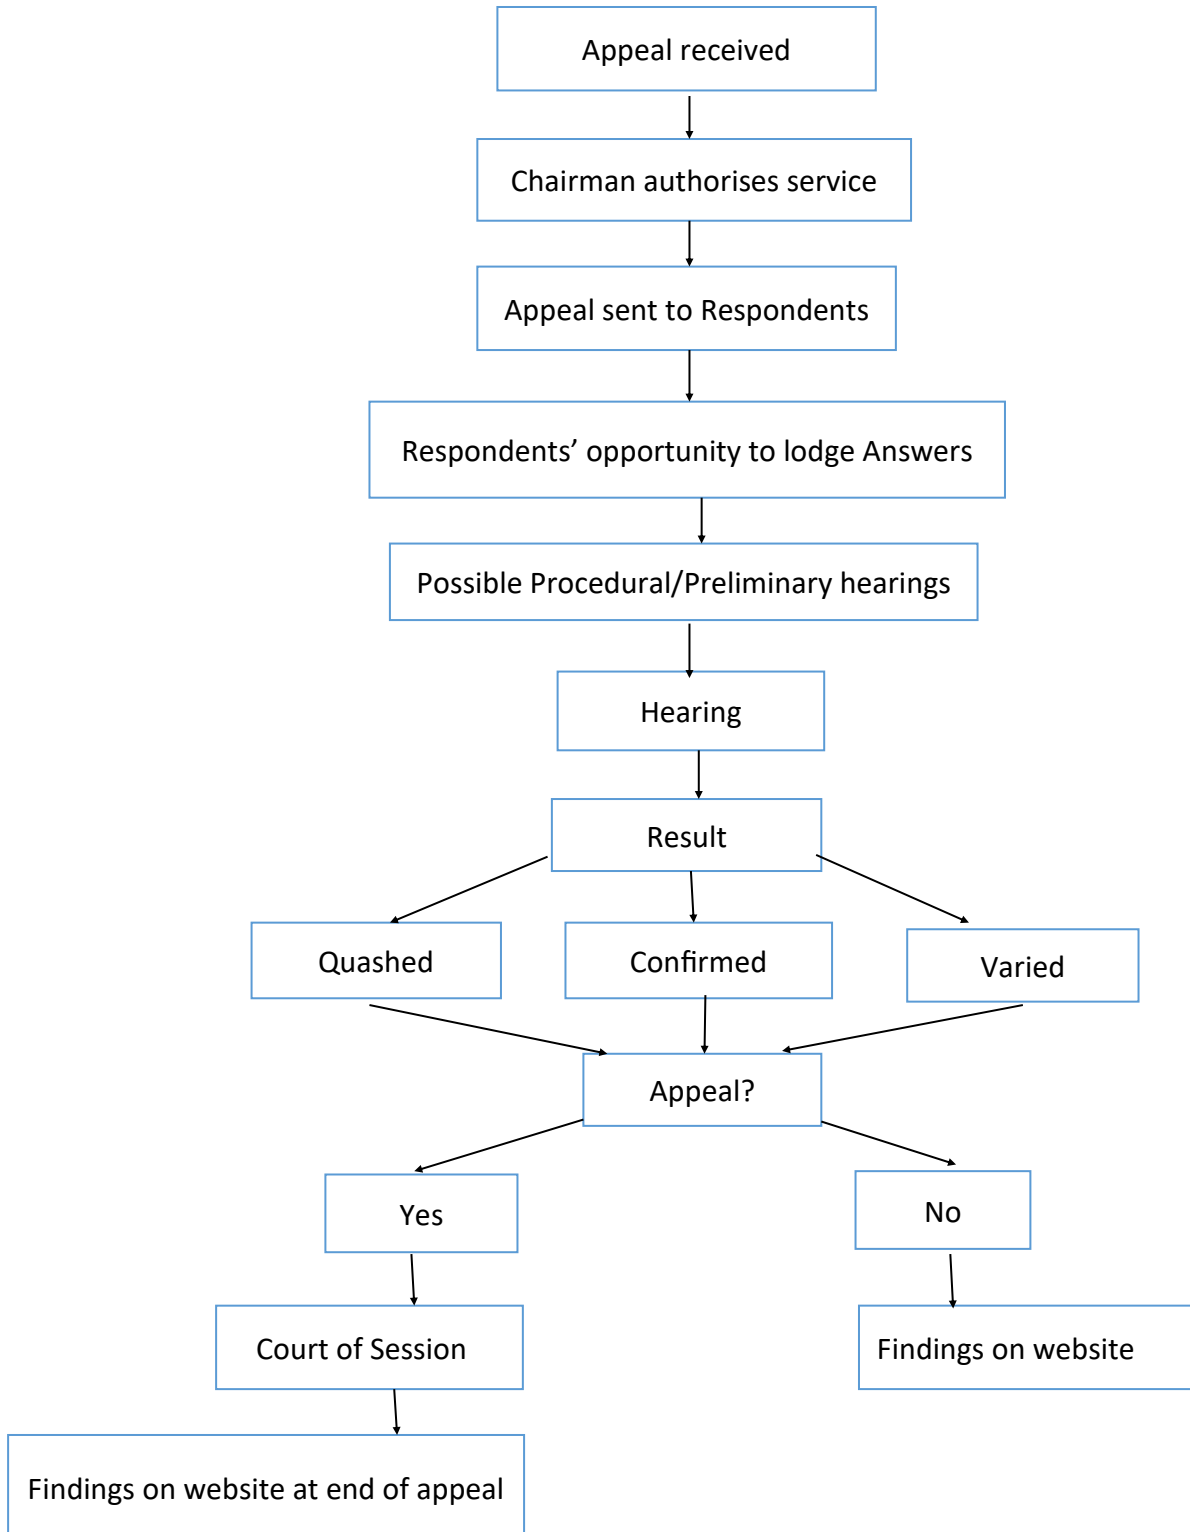 Appeal received
Chairman authorises service
Appeal sent to Respondents
Respondents’ opportunity to lodge Answers
Possible Procedural/Preliminary hearings
Hearing
Result
Quashed
Confirmed
Varied
Appeal?
Yes
No
Court of Session
Findings on website
Findings on website at end of appeal